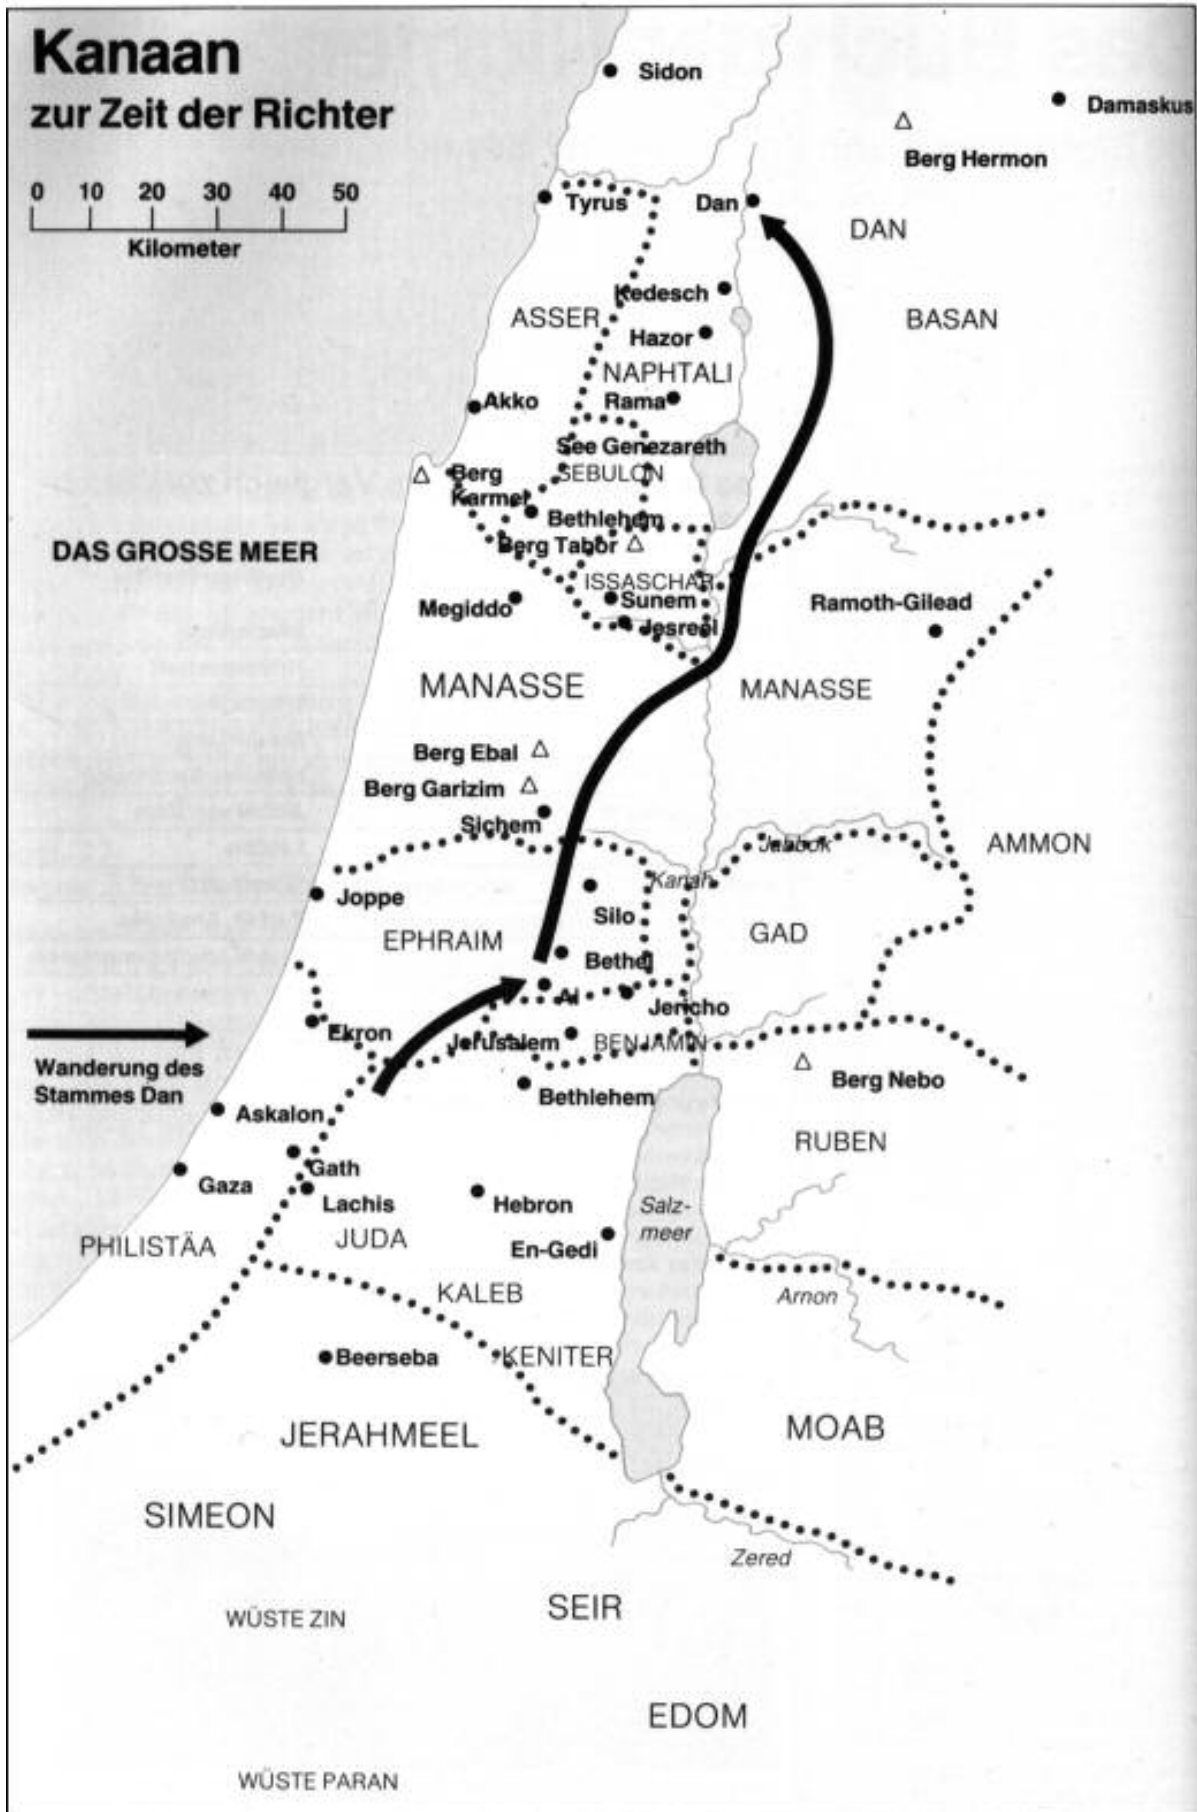 Kanaan
zur Zeit der Richter
0 10 20 30 40 50
Kilometer
Sidon
Damaskus
Berg Hermon
Tyrus
Dan
DAN
Kedesch
ASSER
BASAN
Hazor
NAPHTALI
Akko
Rama
See Genezareth
Berg
Karmel
SEBULON
Bethlehem
DAS GROSSE MEER
Berg Tabor
ISSASCHAR
Megiddo
Sunem
Ramoth-Gilead
Jesreel
MANASSE
MANASSE
Berg Ebal
Berg Garizim
Sichem
Jabbok
AMMON
Kanah
Joppe
Silo
EPHRAIM
GAD
Bethel
Ai
Jericho
Ekron
Jerusalem
BENJAMIN
Wanderung des
Stammes Dan
Berg Nebo
Bethlehem
Askalon
RUBEN
Gath
Gaza
Lachis
Hebron
Salz-
meer
PHILISTÄA
JUDA
En-Gedi
KALEB
Arnon
Beerseba
KENITER
JERAHMEEL
MOAB
SIMEON
Zered
SEIR
WÜSTE ZIN
EDOM
WÜSTE PARAN